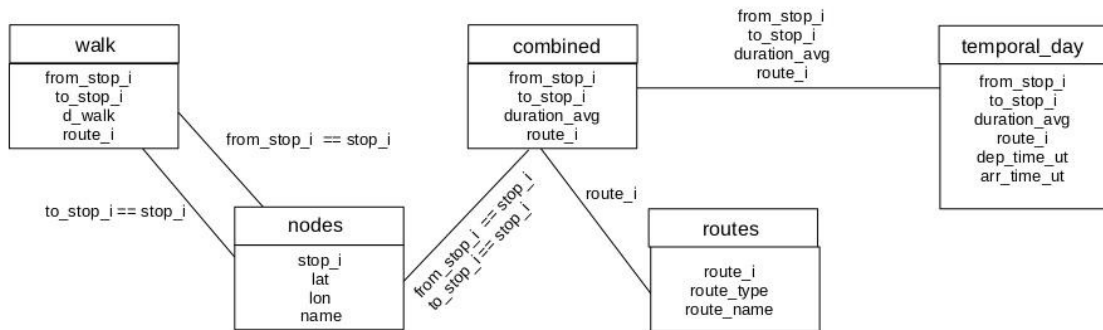 walk
from_stop_i
to_stop_i
d_walk
route_i
from_stop_i == stop_i
to_stop_i == stop_i
nodes
stop_i
lat
lon
name
combined
from_stop_i
to_stop_i
duration_avg
route_i
from_stop_i == stop_i
to_stop_i == stop_i
route_i
routes
route_i
route_type
route_name
from_stop_i
to_stop_i
duration_avg
route_i
temporal_day
from_stop_i
to_stop_i
duration_avg
route_i
dep_time_ut
arr_time_ut